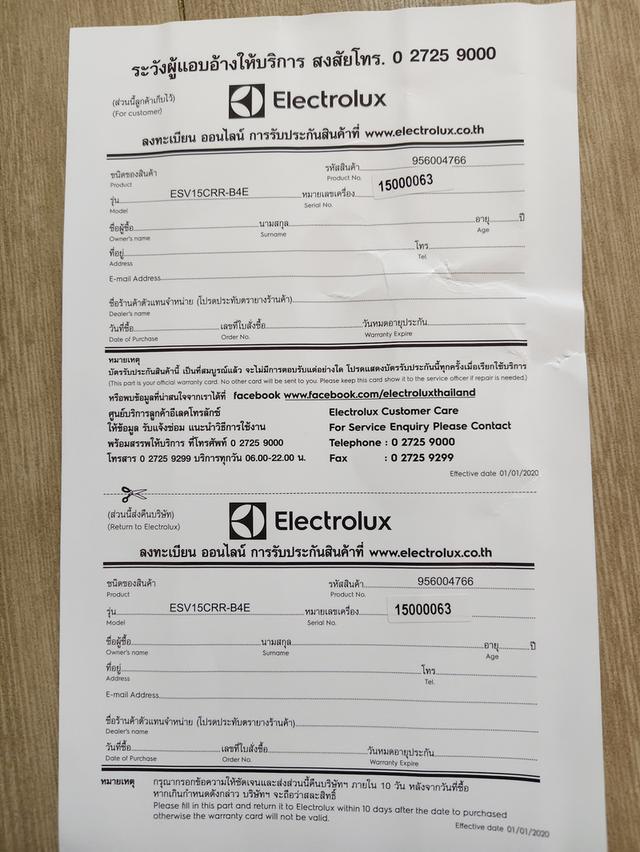 ระวังผู้แอบอ้างให้บริการ สงสัยโทร. 0 2725 9000
(ส่วนนี้ลูกค้าเก็บไว้)
(For customer)
Electrolux
ลงทะเบียน ออนไลน์ การรับประกันสินค้าที่ www.electrolux.co.th
ชนิดของสินค้า รหัสสินค้า 956004766
Product Product No.
รุ่น ESV15CRR-B4E หมายเลขเครื่อง 15000063
Model Serial No.
ชื่อผู้ซื้อ นามสกุล อายุ ปี
Owner's name Surname Age
ที่อยู่ โทร
Address Tel.
E-mail Address
ชื่อร้านค้าตัวแทนจำหน่าย (โปรดประทับตรายางร้านค้า)
Dealer's name
วันที่ซื้อ เลขที่ใบสั่งซื้อ วันหมดอายุประกัน
Date of Purchase Order No. Warranty Expire
หมายเหตุ
บัตรรับประกันสินค้านี้ เป็นที่สมบูรณ์แล้ว จะไม่มีการตอบรับแต่อย่างใด โปรดแสดงบัตรรับประกันนี้ทุกครั้งเมื่อเรียกใช้บริการ
(This part is your official warranty card. No other card will be sent to you. Please keep this card show it to the service officer if repair is needed.)
หรือพบข้อมูลที่น่าสนใจจากเราได้ที่ facebook www.facebook.com/electroluxthailand
ศูนย์บริการลูกค้าอีเลคโทรลักซ์ Electrolux Customer Care
ให้ข้อมูล รับแจ้งซ่อม แนะนำวิธีการใช้งาน For Service Enquiry Please Contact
พร้อมสรรพให้บริการ ที่โทรศัพท์ 0 2725 9000 Telephone : 0 2725 9000
โทรสาร 0 2725 9299 บริการทุกวัน 06.00-22.00 น. Fax : 0 2725 9299
Effective date 01/01/2020
(ส่วนนี้ส่งคืนบริษัท)
(Return to Electrolux)
Electrolux
ลงทะเบียน ออนไลน์ การรับประกันสินค้าที่ www.electrolux.co.th
ชนิดของสินค้า รหัสสินค้า 956004766
Product Product No.
รุ่น ESV15CRR-B4E หมายเลขเครื่อง 15000063
Model Serial No.
ชื่อผู้ซื้อ นามสกุล อายุ ปี
Owner's name Surname Age
ที่อยู่ โทร
Address Tel.
E-mail Address
ชื่อร้านค้าตัวแทนจำหน่าย (โปรดประทับตรายางร้านค้า)
Dealer's name
วันที่ซื้อ เลขที่ใบสั่งซื้อ วันหมดอายุประกัน
Date of Purchase Order No. Warranty Expire
หมายเหตุ กรุณากรอกข้อความให้ชัดเจนและส่งส่วนนี้คืนบริษัทฯ ภายใน 10 วัน หลังจากวันที่ซื้อ
หากเกินกำหนดดังกล่าว บริษัทฯ จะถือว่าสละสิทธิ์
Please fill in this part and return it to Electrolux within 10 days after the date to purchased
otherwise the warranty card will not be valid.
Effective date 01/01/2020